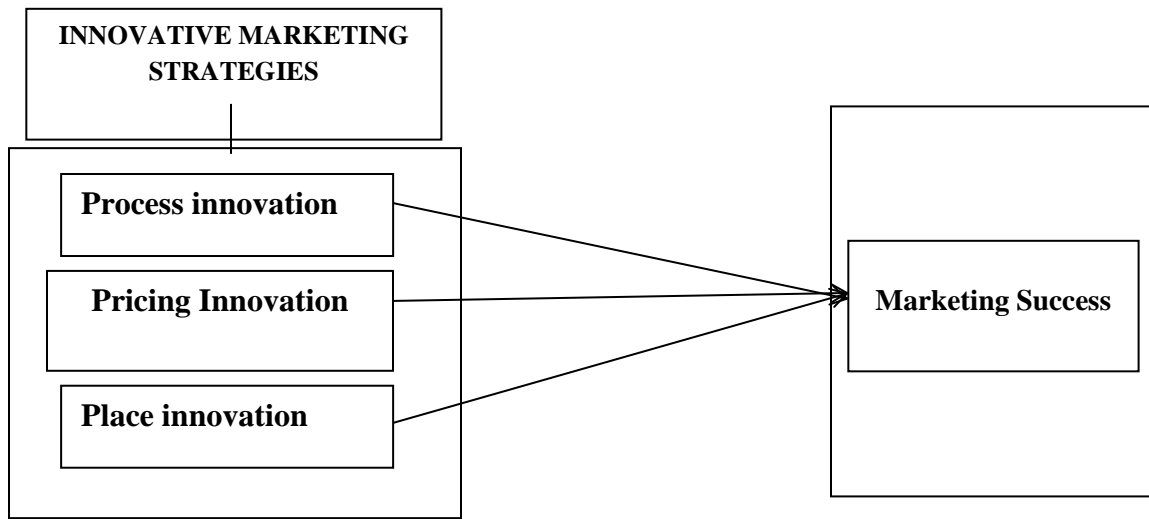 INNOVATIVE MARKETING
STRATEGIES
Process innovation
Pricing Innovation
Place innovation
Marketing Success